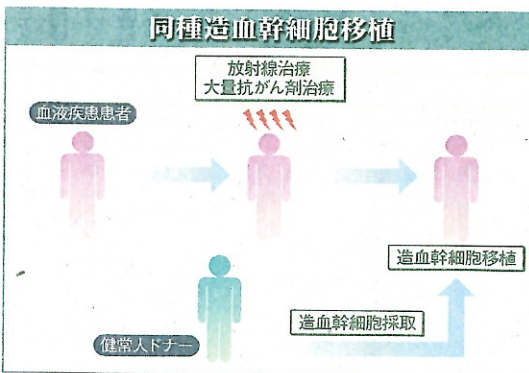 同種造血幹細胞移植
放射線治療
大量抗がん剤治療
血液疾患患者
造血幹細胞移植
造血幹細胞採取
健常人ドナー